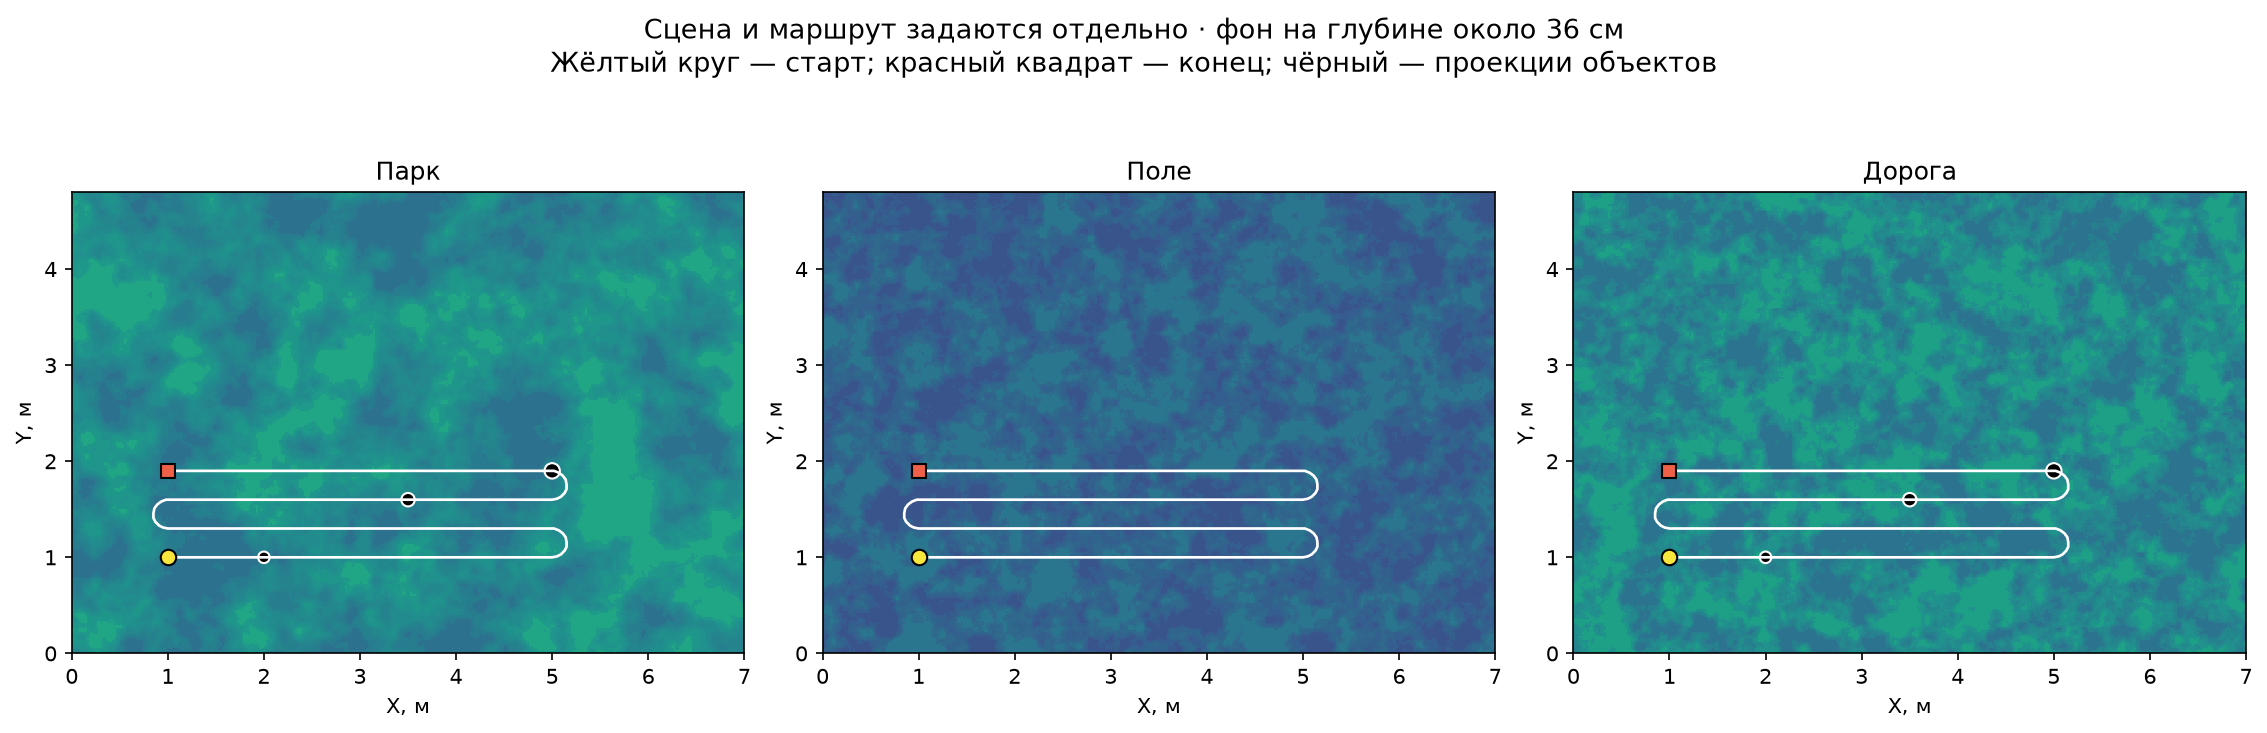 Сцена и маршрут задаются отдельно · фон на глубине около 36 см
Жёлтый круг — старт; красный квадрат — конец; чёрный — проекции объектов
Парк
Y, м
4
3
2
1
0
0 1 2 3 4 5 6 7
X, м
Поле
Y, м
4
3
2
1
0
0 1 2 3 4 5 6 7
X, м
Дорога
Y, м
4
3
2
1
0
0 1 2 3 4 5 6 7
X, м